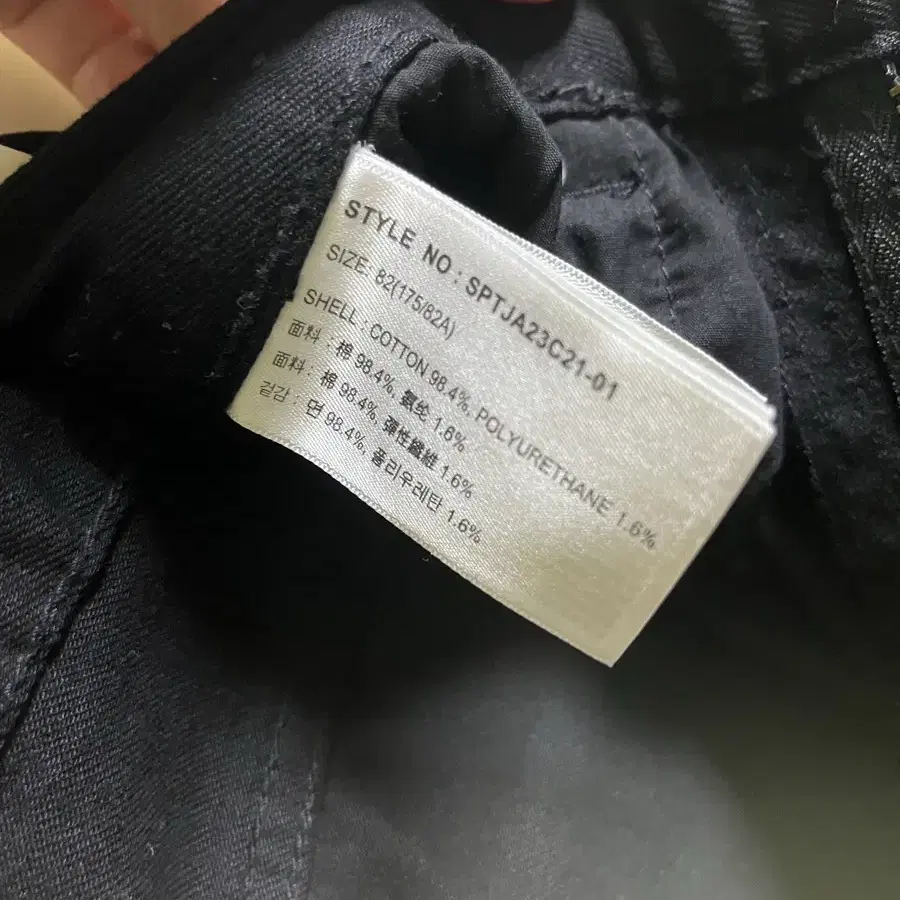 STYLE NO : SPTJA23C21-01
SIZE: 82(175/82A)
SHELL : COTTON 98.4%, POLYURETHANE 1.6%
面料 : 棉 98.4%, 氨纶 1.6%
面料 : 棉 98.4%, 彈性纖維 1.6%
겉감 : 면 98.4%, 폴리우레탄 1.6%